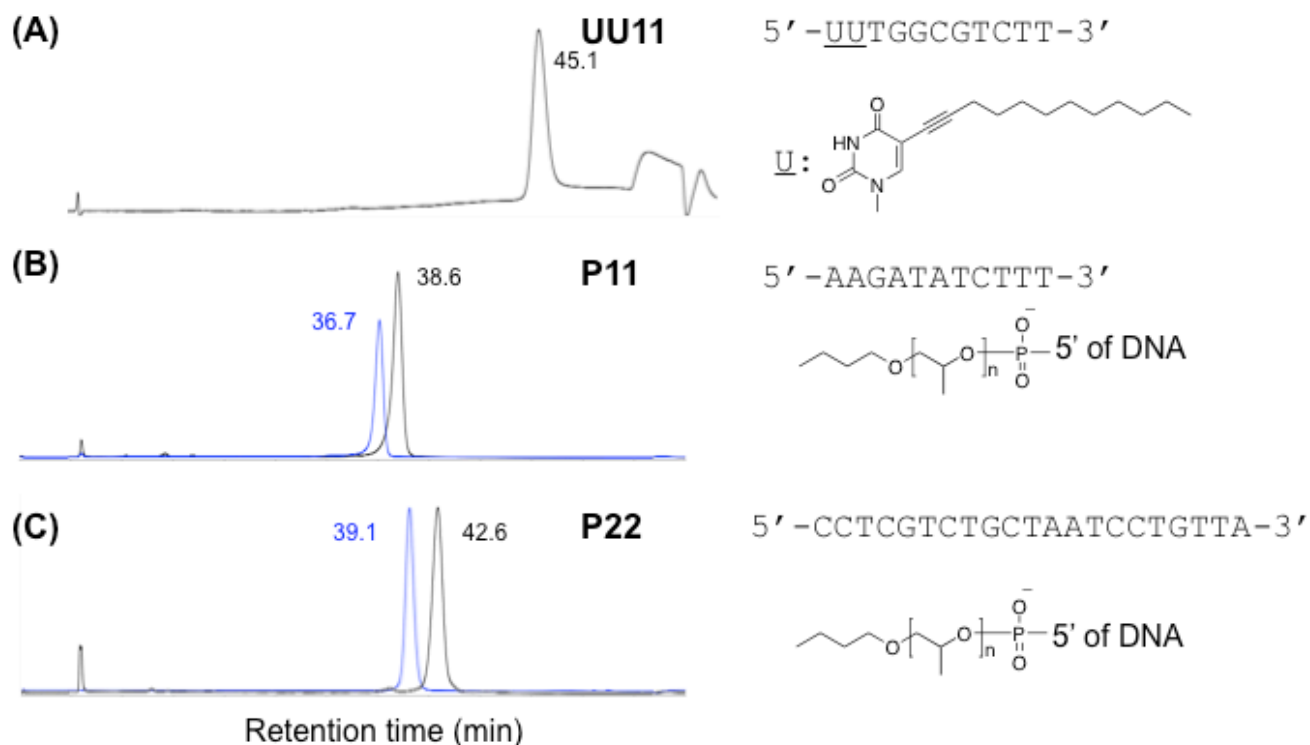 (A) UU11 5′-UUTGGCGTCTT-3′
45.1
U:
O
HN
O
N
(B) P11 5′-AAGATATCTTT-3′
38.6
36.7
O⁻
O O P 5' of DNA
n
O
(C) P22 5′-CCTCGTCTGCTAATCCTGTTA-3′
39.1 42.6
O⁻
O O P 5' of DNA
n
O
Retention time (min)